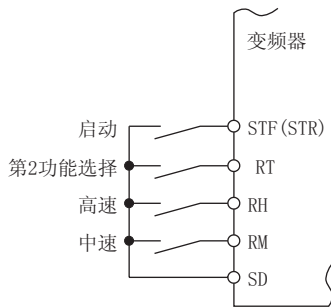 变频器
启动 STF(STR)
第2功能选择 RT
高速 RH
中速 RM
SD